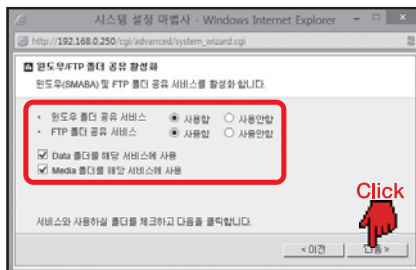 시스템 설정 마법사 - Windows Internet Explorer
http://192.168.0.250/cgi/advanced/system_wizard.cgi
윈도우/FTP 폴더 공유 활성화
윈도우(SMABA) 및 FTP 폴더 공유 서비스를 활성화 합니다.
· 윈도우 폴더 공유 서비스 사용함 사용안함
· FTP 폴더 공유 서비스 사용함 사용안함
Data 폴더를 해당 서비스에 사용
Media 폴더를 해당 서비스에 사용
Click
서비스와 사용하실 폴더를 체크하고 다음을 클릭합니다.
< 이전 다음 >